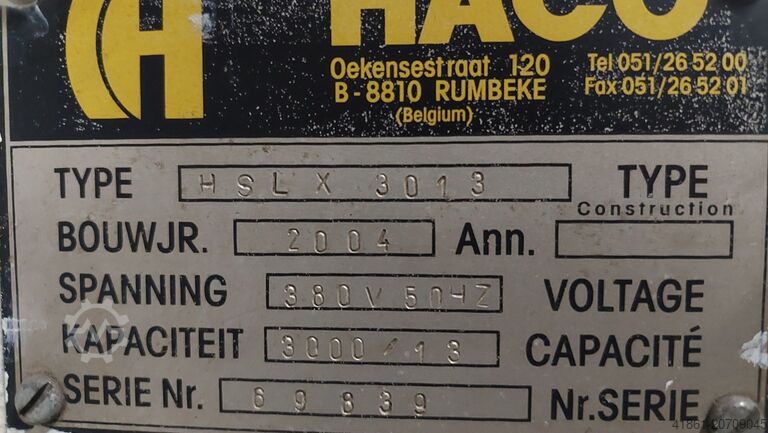 HACO
Oekensestraat 120 Tel 051/26 52 00
B-8810 RUMBEKE Fax 051/26 52 01
(Belgium)
TYPE HSLX 3013 TYPE
Construction
BOUWJR. 2004 Ann.
SPANNING 380V 50HZ VOLTAGE
KAPACITEIT 3000/13 CAPACITÉ
SERIE Nr. 69839 Nr.SERIE